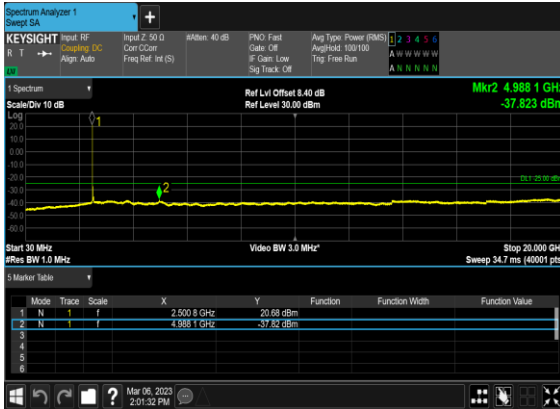 Spectrum Analyzer 1
Swept SA
+
KEYSIGHT Input: RF Input Z: 50 Ω #Atten: 40 dB PNO: Fast Avg Type: Power (RMS) 1 2 3 4 5 6
R T Coupling: DC Corr CCorr Gate: Off Avg|Hold: 100/100 A W W W W W
Align: Auto Freq Ref: Int (S) IF Gain: Low Trig: Free Run
Sig Track: Off A N N N N N
1 Spectrum Ref Lvl Offset 8.40 dB Mkr2 4.988 1 GHz
Scale/Div 10 dB Ref Level 30.00 dBm -37.823 dBm
Log
1
20.0
10.0
0.00
-10.0
-20.0
-30.0
2
-40.0
-50.0
-60.0
Start 30 MHz Video BW 3.0 MHz* Stop 20.000 GH
#Res BW 1.0 MHz Sweep 34.7 ms (40001 pts
5 Marker Table
Mode Trace Scale X Y Function Function Width Function Value
1 N 1 f 2.500 8 GHz 20.68 dBm
2 N 1 f 4.988 1 GHz -37.82 dBm
3
4
5
6
? Mar 06, 2023
2:01:32 PM